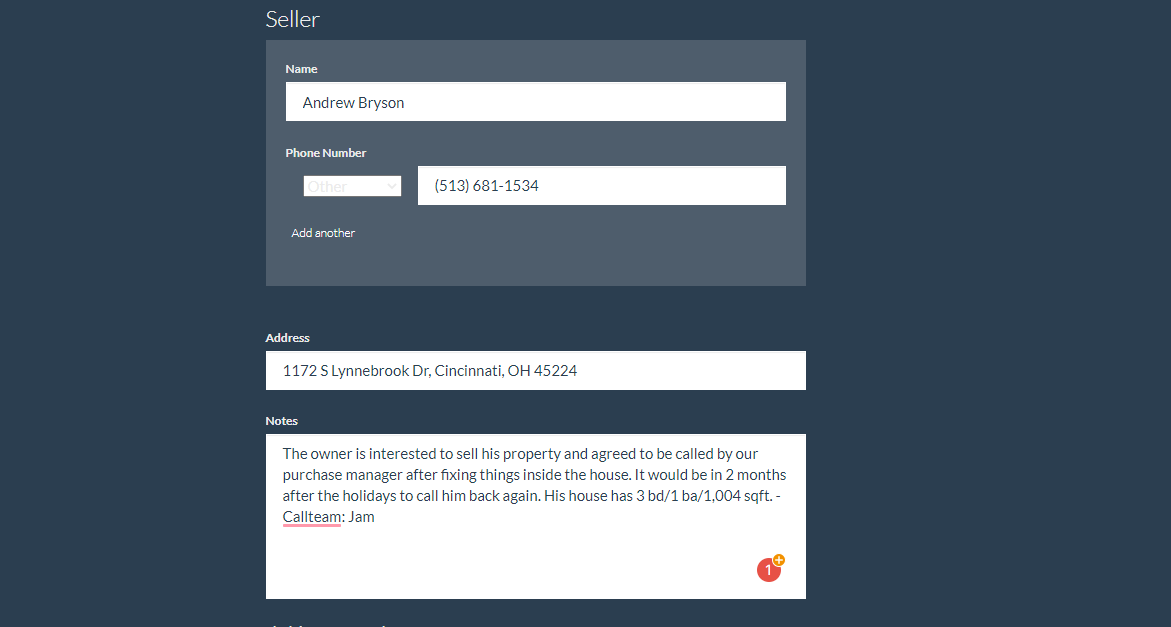 Seller
Name
Andrew Bryson
Phone Number
Other
(513) 681-1534
Add another
Address
1172 S Lynnebrook Dr, Cincinnati, OH 45224
Notes
The owner is interested to sell his property and agreed to be called by our
purchase manager after fixing things inside the house. It would be in 2 months
after the holidays to call him back again. His house has 3 bd/1 ba/1,004 sqft. -
Callteam: Jam
1